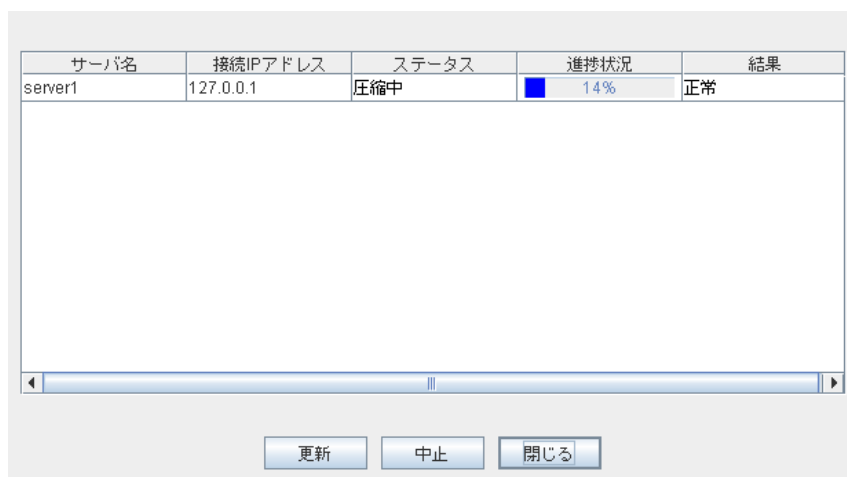 サーバ名 接続IPアドレス ステータス 進捗状況 結果
server1 127.0.0.1 圧縮中 14% 正常
更新 中止 閉じる